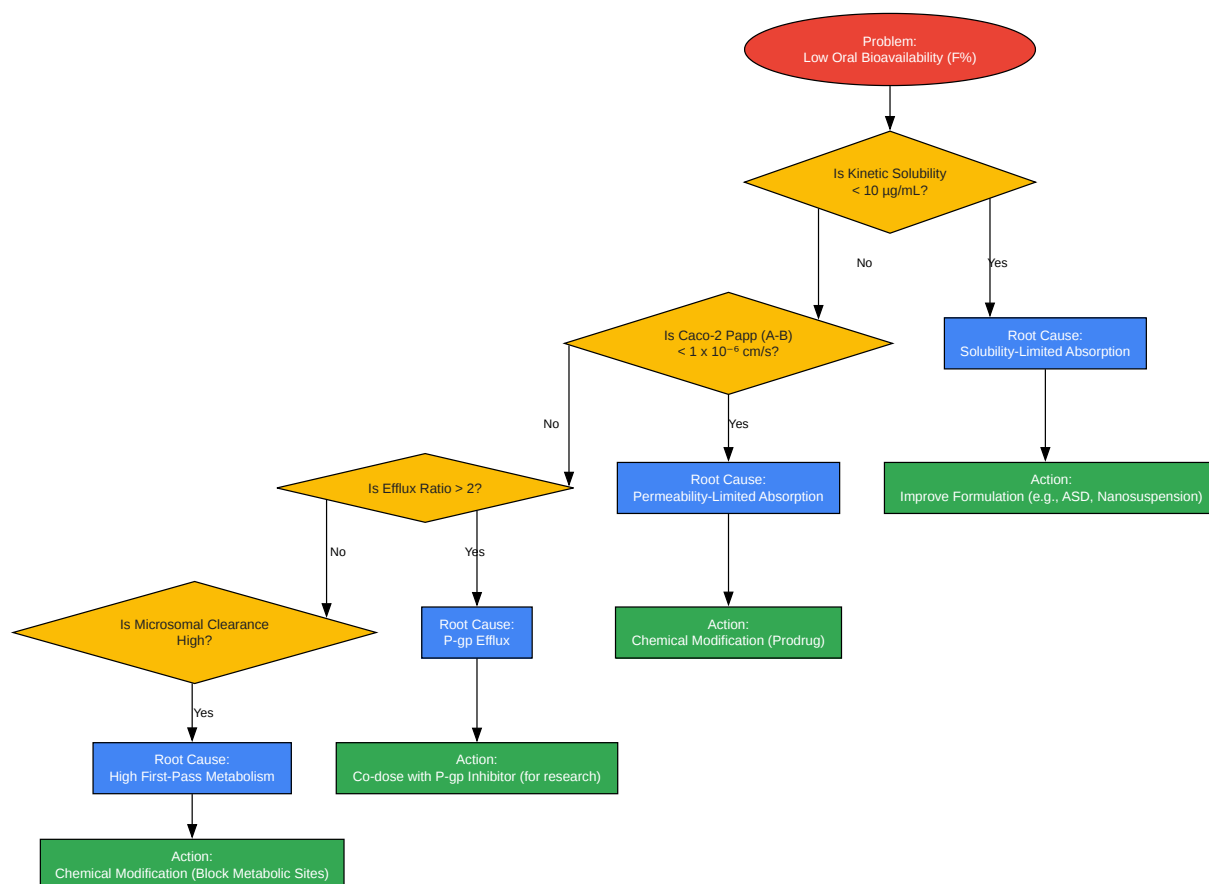 Problem:
Low Oral Bioavailability (F%)
Is Kinetic Solubility
< 10 µg/mL?
No
Yes
Is Caco-2 Papp (A-B)
< 1 x 10⁻⁶ cm/s?
Root Cause:
Solubility-Limited Absorption
No
Yes
Is Efflux Ratio > 2?
Root Cause:
Permeability-Limited Absorption
Action:
Improve Formulation (e.g., ASD, Nanosuspension)
No
Yes
Is Microsomal Clearance
High?
Root Cause:
P-gp Efflux
Action:
Chemical Modification (Prodrug)
Yes
Root Cause:
High First-Pass Metabolism
Action:
Co-dose with P-gp Inhibitor (for research)
Action:
Chemical Modification (Block Metabolic Sites)